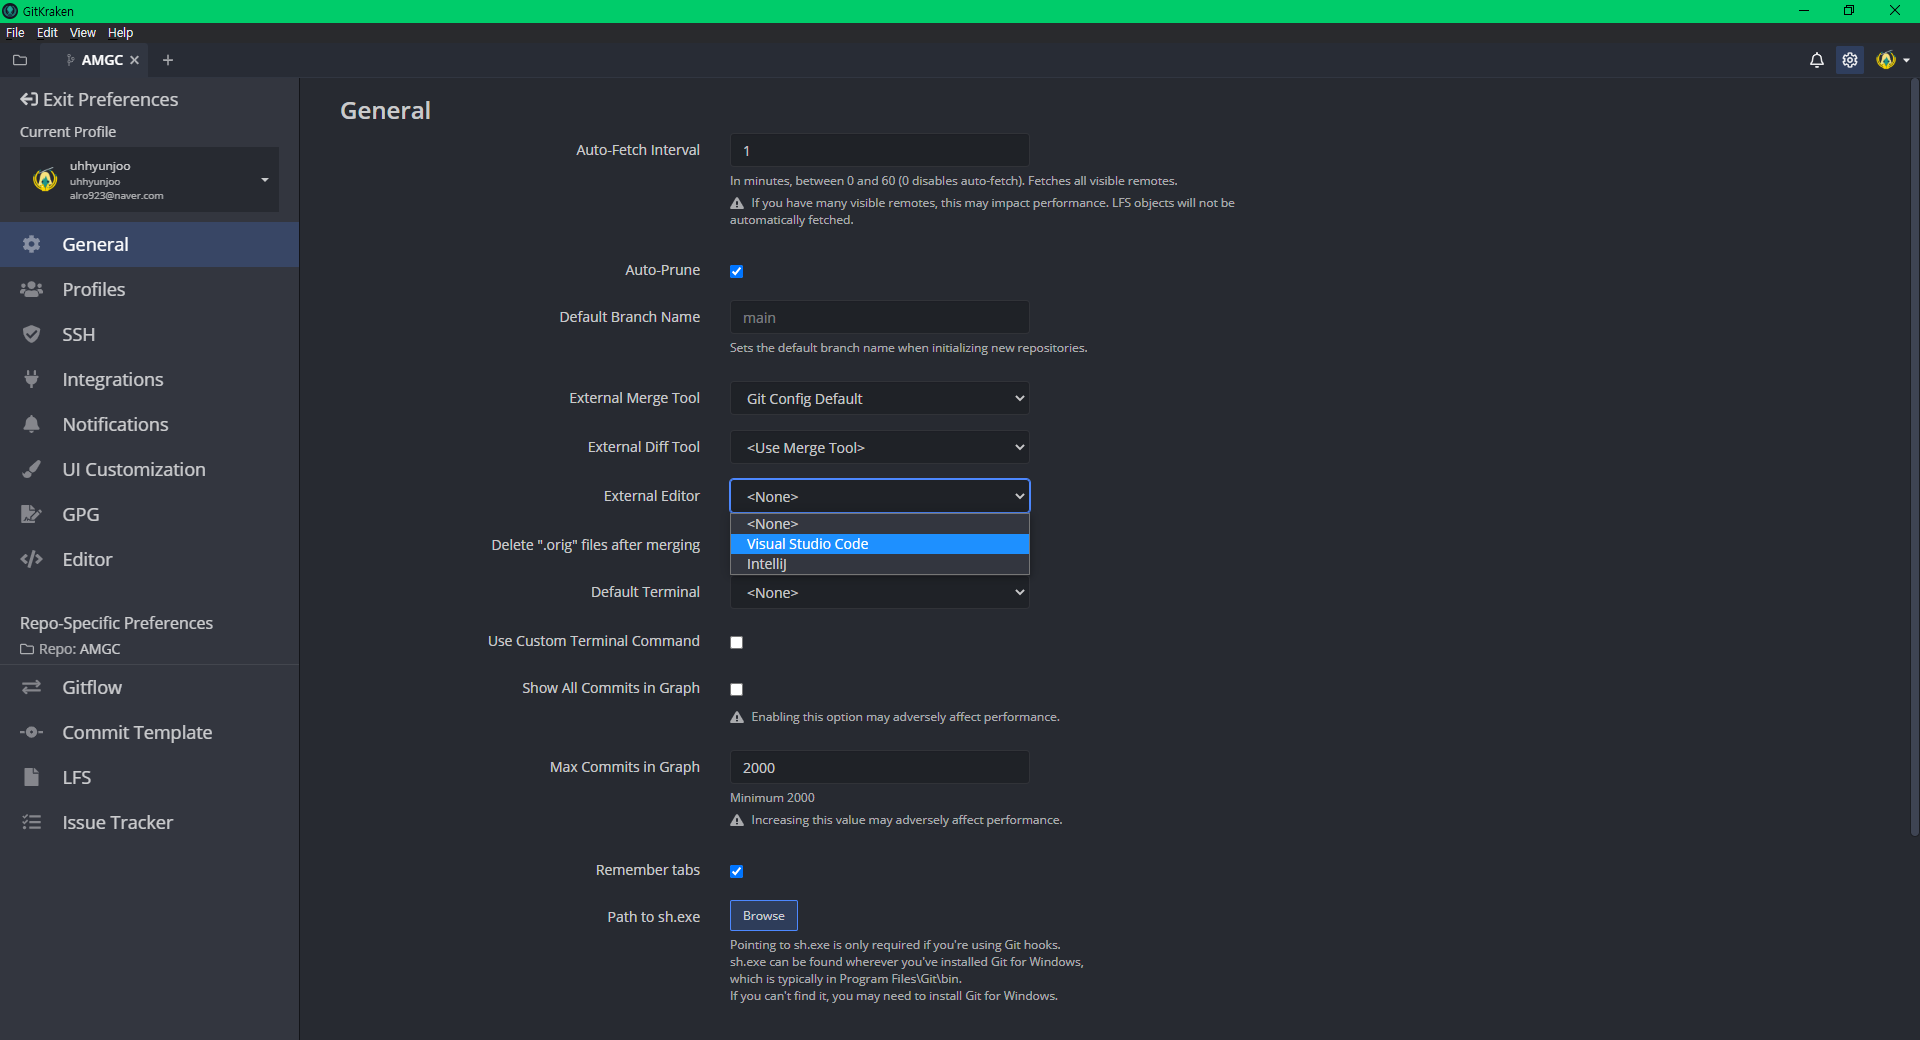 GitKraken
File Edit View Help
AMGC
Exit Preferences
Current Profile
uhhyunjoo
uhhyunjoo
alro923@naver.com
General
Profiles
SSH
Integrations
Notifications
UI Customization
GPG
Editor
Repo-Specific Preferences
Repo: AMGC
Gitflow
Commit Template
LFS
Issue Tracker
General
Auto-Fetch Interval 1
In minutes, between 0 and 60 (0 disables auto-fetch). Fetches all visible remotes.
If you have many visible remotes, this may impact performance. LFS objects will not be
automatically fetched.
Auto-Prune
Default Branch Name main
Sets the default branch name when initializing new repositories.
External Merge Tool Git Config Default
External Diff Tool <Use Merge Tool>
External Editor <None>
<None>
Delete ".orig" files after merging Visual Studio Code
IntelliJ
Default Terminal <None>
Use Custom Terminal Command
Show All Commits in Graph
Enabling this option may adversely affect performance.
Max Commits in Graph 2000
Minimum 2000
Increasing this value may adversely affect performance.
Remember tabs
Path to sh.exe Browse
Pointing to sh.exe is only required if you're using Git hooks.
sh.exe can be found wherever you've installed Git for Windows,
which is typically in Program Files\Git\bin.
If you can't find it, you may need to install Git for Windows.